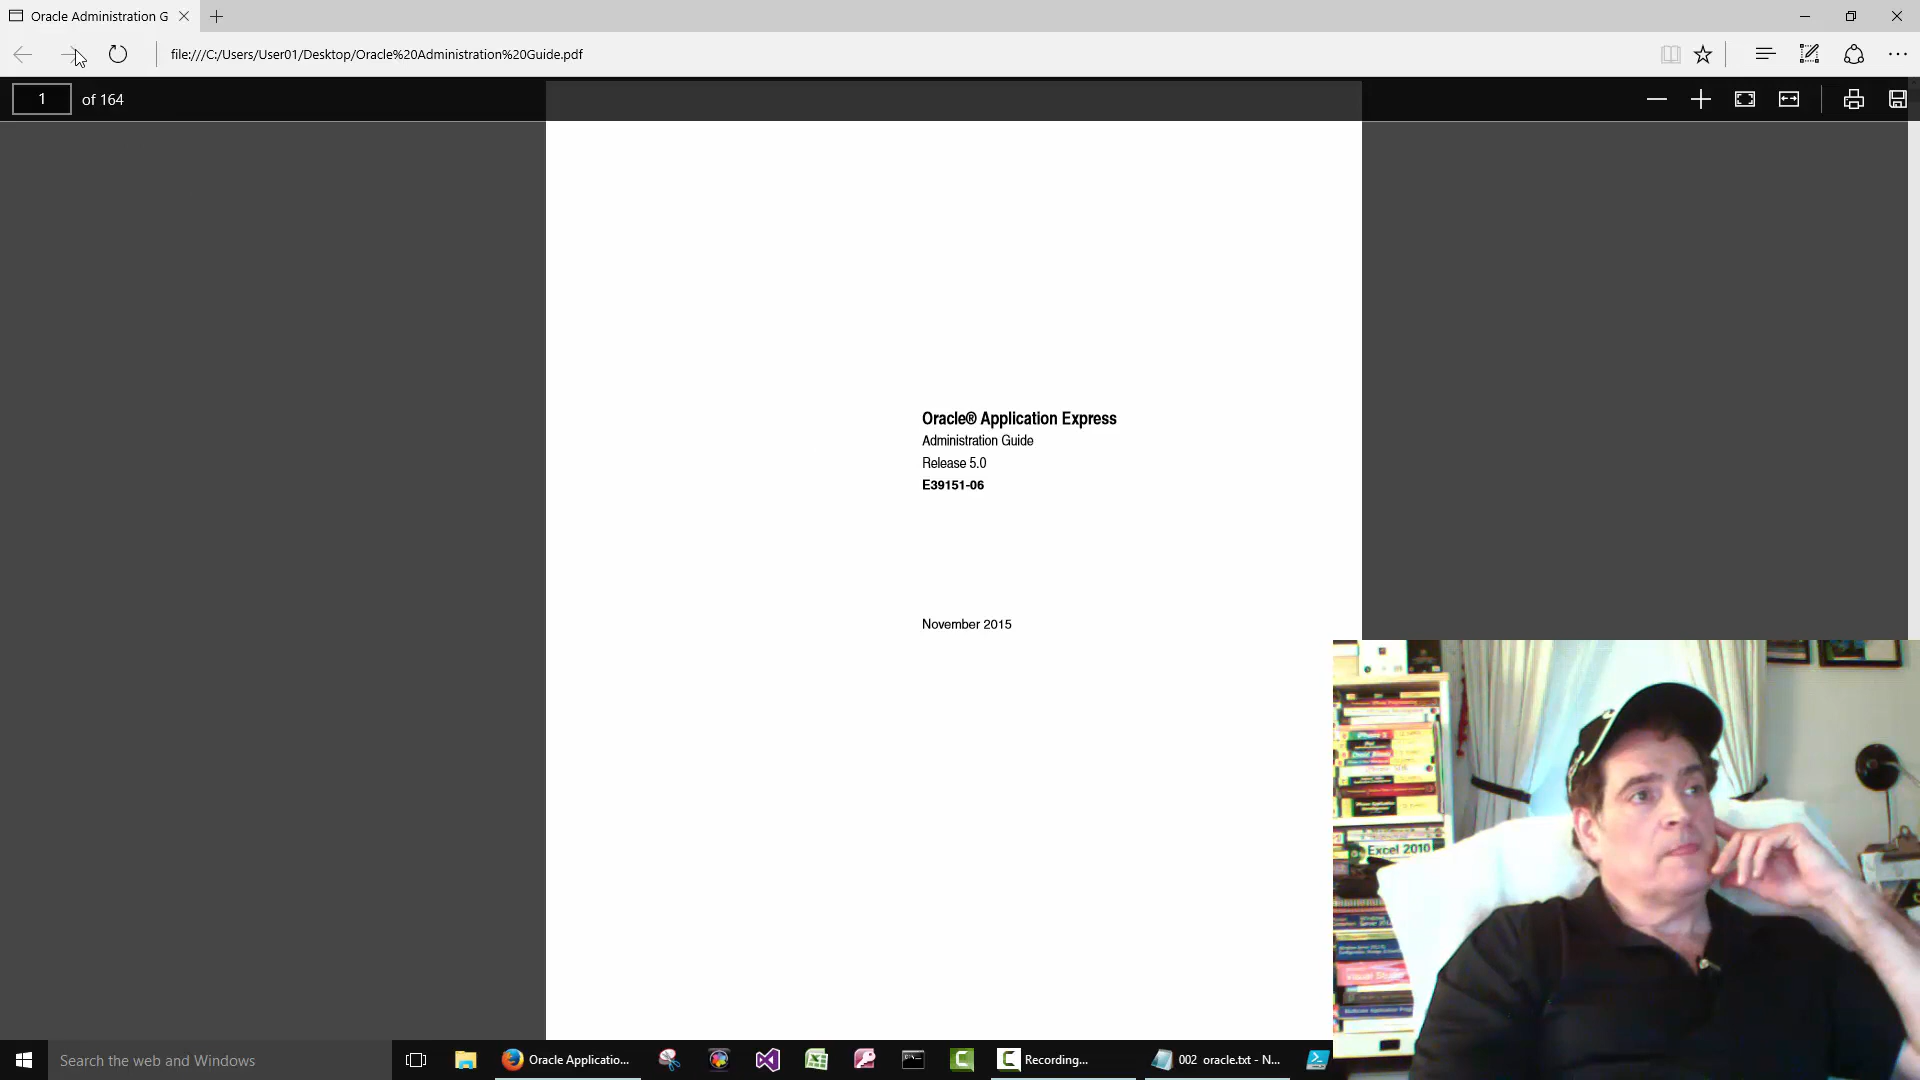 Oracle Administration G
file:///C:/Users/User01/Desktop/Oracle%20Administration%20Guide.pdf
1 of 164
Oracle® Application Express
Administration Guide
Release 5.0
E39151-06
November 2015
Excel 2010
Search the web and Windows
Oracle Applicatio...
Recording...
002 oracle.txt - N...